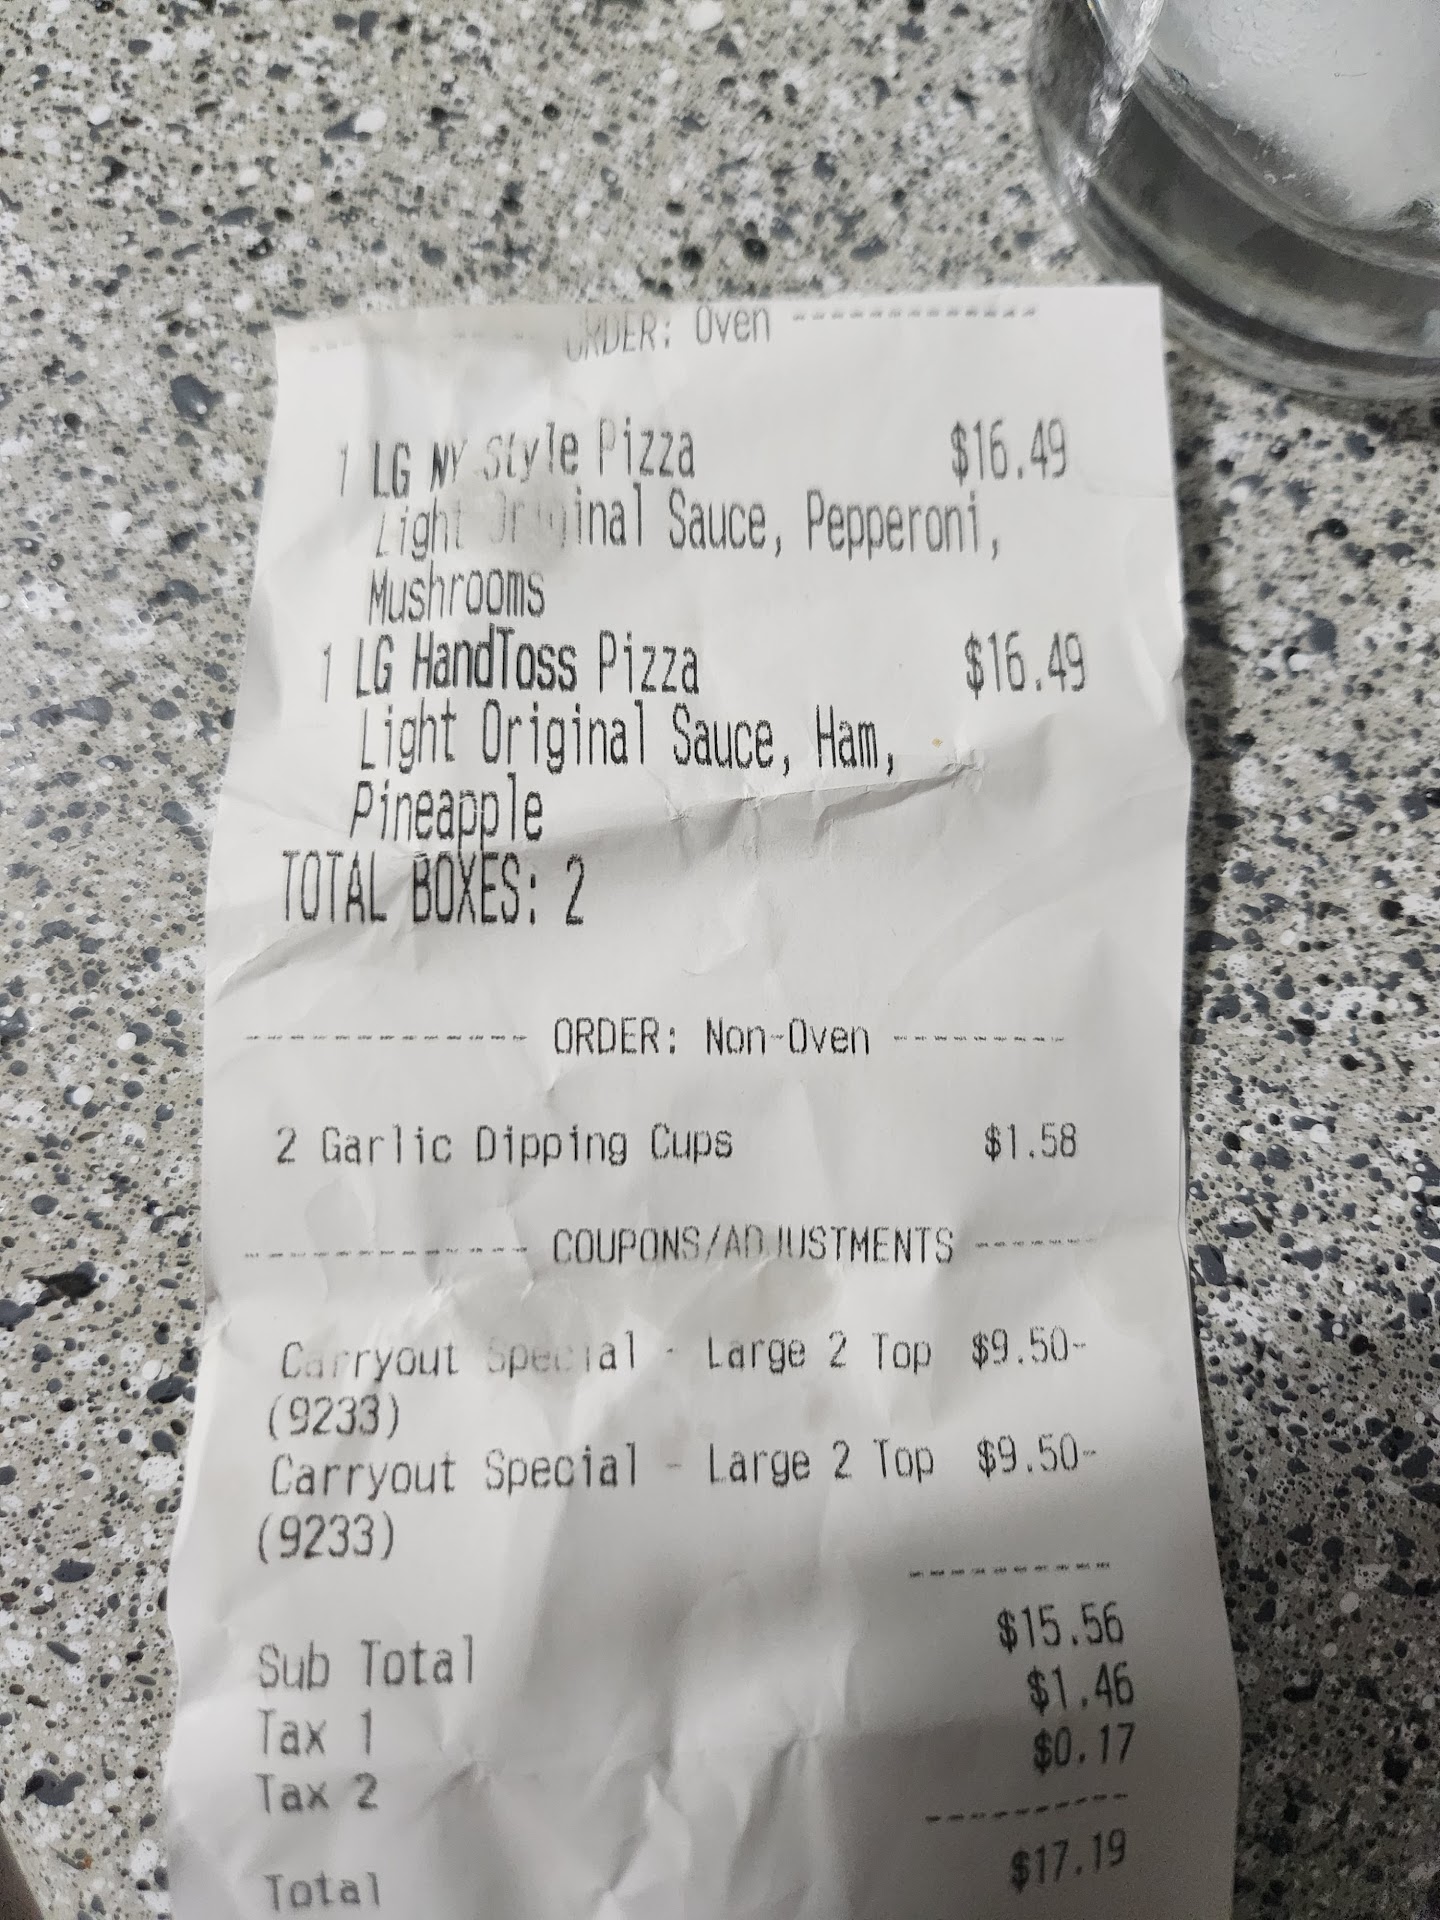 ------------- ORDER: Oven -------------
1 LG NY Style Pizza $16.49
Light Original Sauce, Pepperoni,
Mushrooms
1 LG HandToss Pizza $16.49
Light Original Sauce, Ham,
Pineapple
TOTAL BOXES: 2
------------- ORDER: Non-Oven -----------
2 Garlic Dipping Cups $1.58
------------- COUPONS/ADJUSTMENTS -------
Carryout Special - Large 2 Top $9.50-
(9233)
Carryout Special - Large 2 Top $9.50-
(9233)
----------
Sub Total $15.56
Tax 1 $1.46
Tax 2 $0.17
----------
Total $17.19